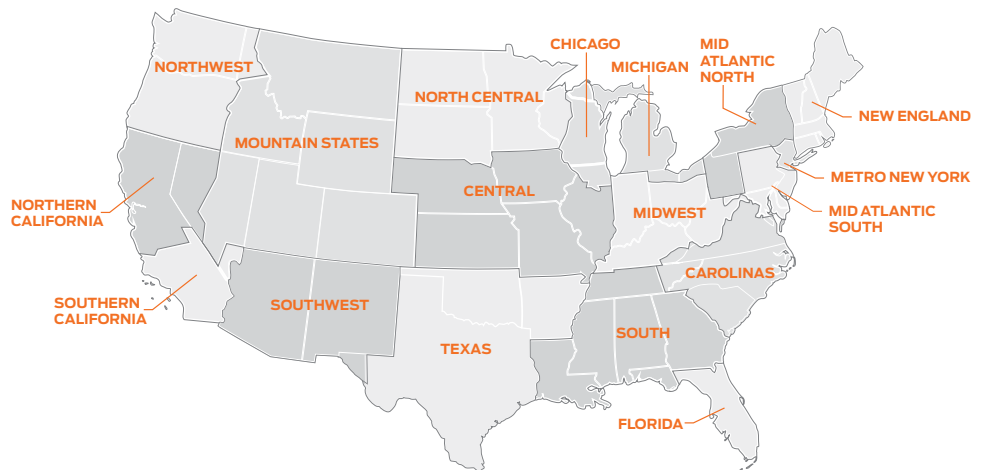 CHICAGO
MID
ATLANTIC
NORTH
MICHIGAN
NORTHWEST
NORTH CENTRAL
NEW ENGLAND
MOUNTAIN STATES
METRO NEW YORK
CENTRAL
NORTHERN
CALIFORNIA
MIDWEST
MID ATLANTIC
SOUTH
CAROLINAS
SOUTHERN
CALIFORNIA
SOUTHWEST
SOUTH
TEXAS
FLORIDA